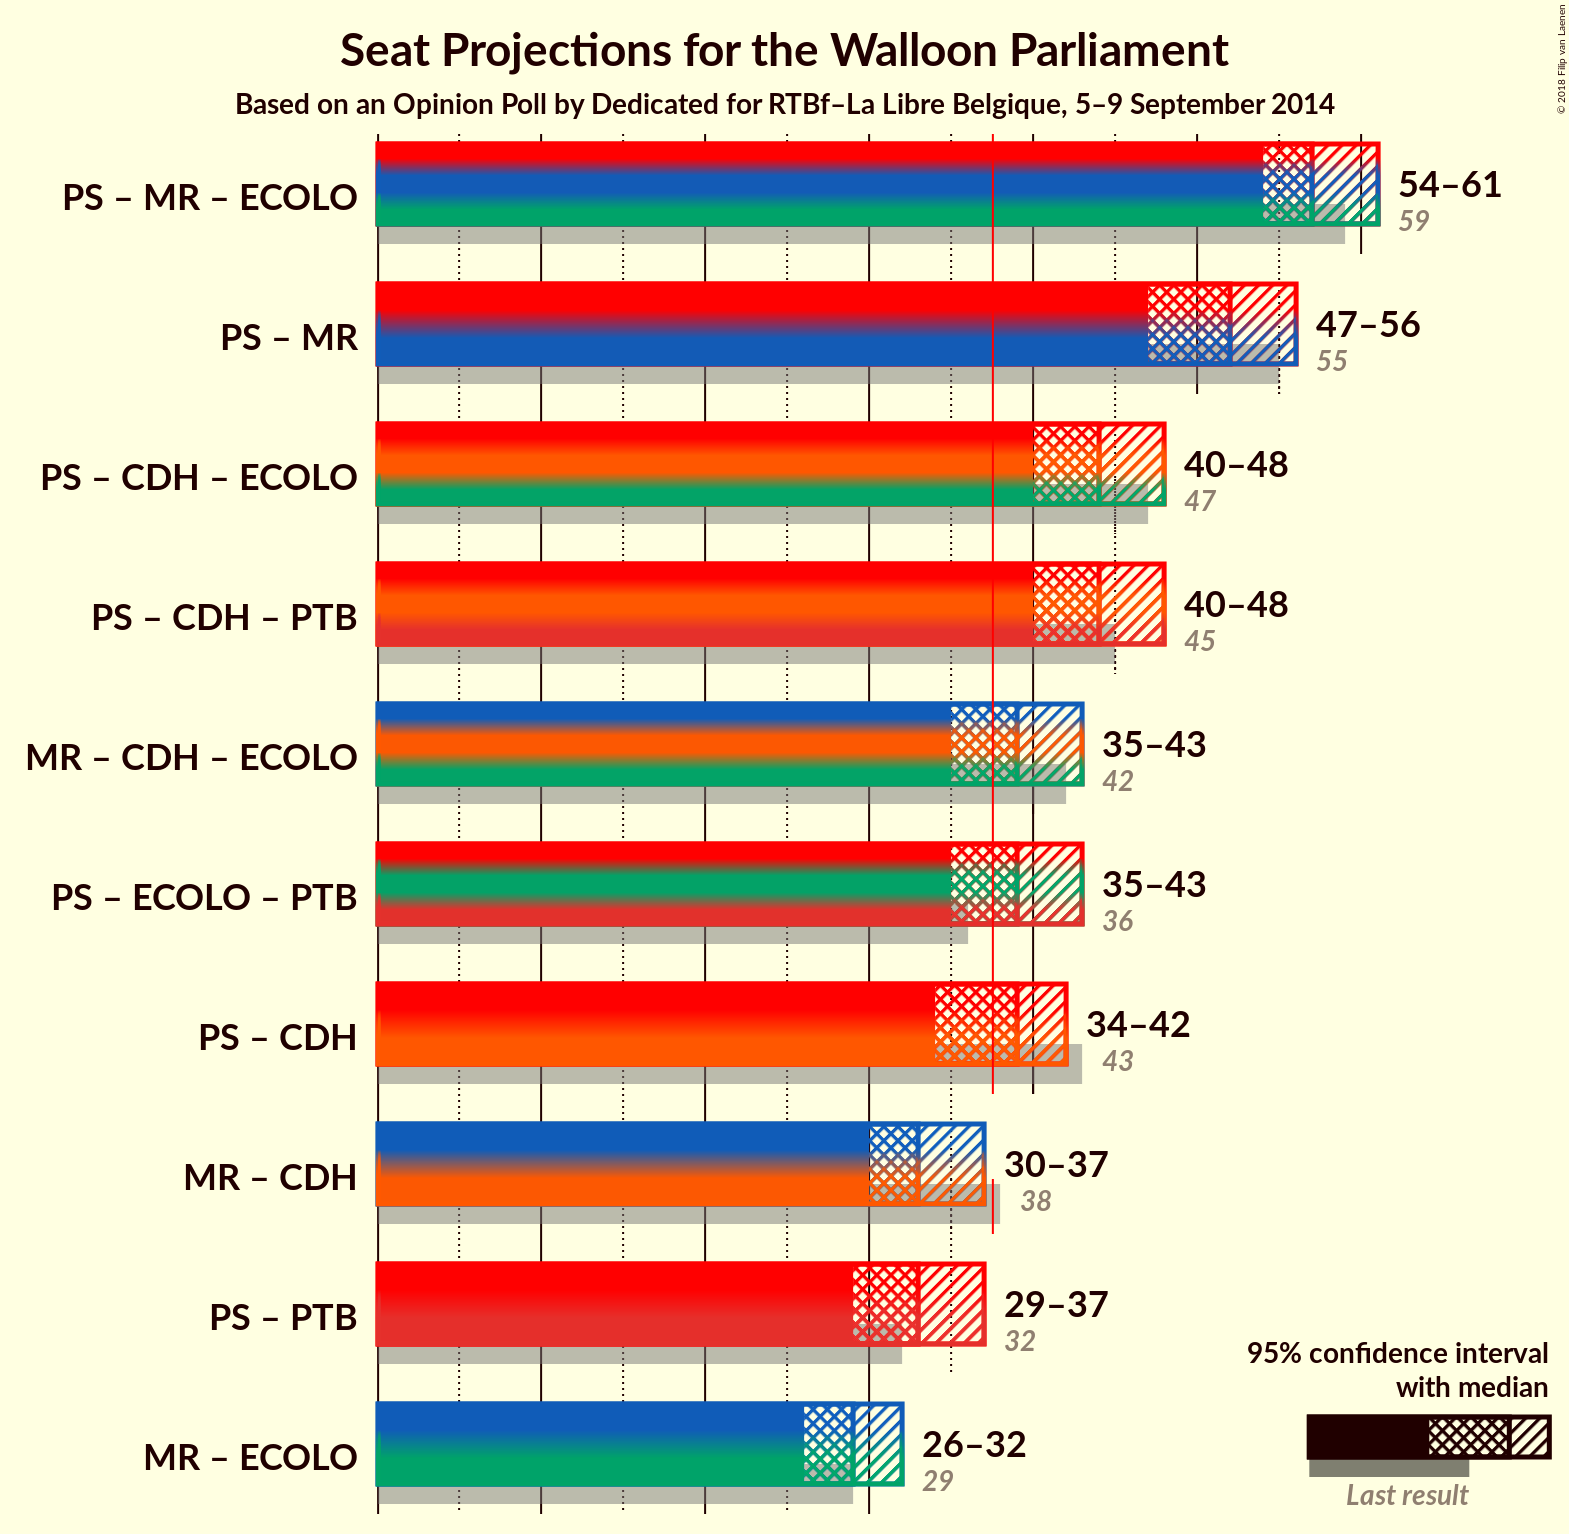 Seat Projections for the Walloon Parliament
Based on an Opinion Poll by Dedicated for RTBf–La Libre Belgique, 5–9 September 2014
© 2018 Filip van Laenen
PS – MR – ECOLO
54–61
59
PS – MR
47–56
55
PS – CDH – ECOLO
40–48
47
PS – CDH – PTB
40–48
45
MR – CDH – ECOLO
35–43
42
PS – ECOLO – PTB
35–43
36
PS – CDH
34–42
43
MR – CDH
30–37
38
PS – PTB
29–37
32
MR – ECOLO
26–32
29
95% confidence interval
with median
Last result